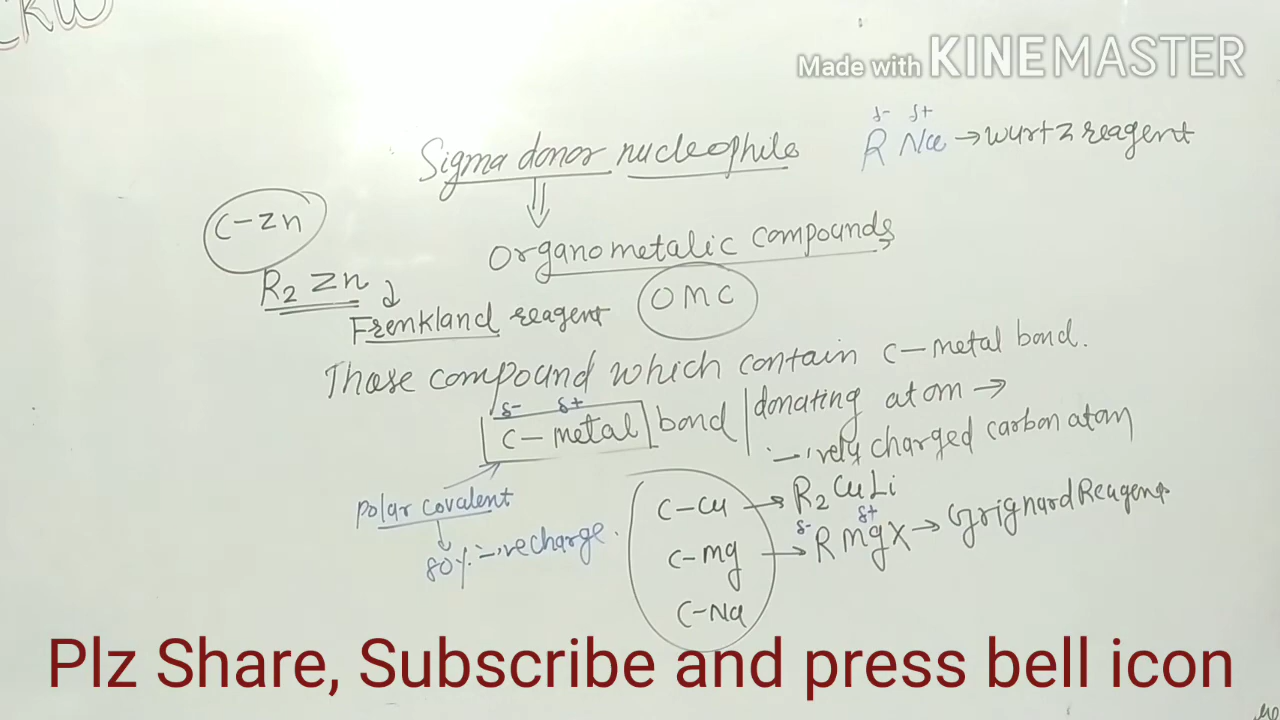 Made with KINEMASTER
Sigma donor nucleophile
δ- δ+
R Na → wurtz reagent
C-Zn
Organometalic compounds
R2 Zn
Frenkland reagent
OMC
Those compound which contain C-metal bond.
δ- δ+
C-metal bond | donating atom →
-'vely charged carbon atom
Polar covalent
80% -'ve charge.
C-Cu → R2CuLi
δ- δ+
C-Mg → R Mg X → Grignard Reagent
C-Na
Plz Share, Subscribe and press bell icon